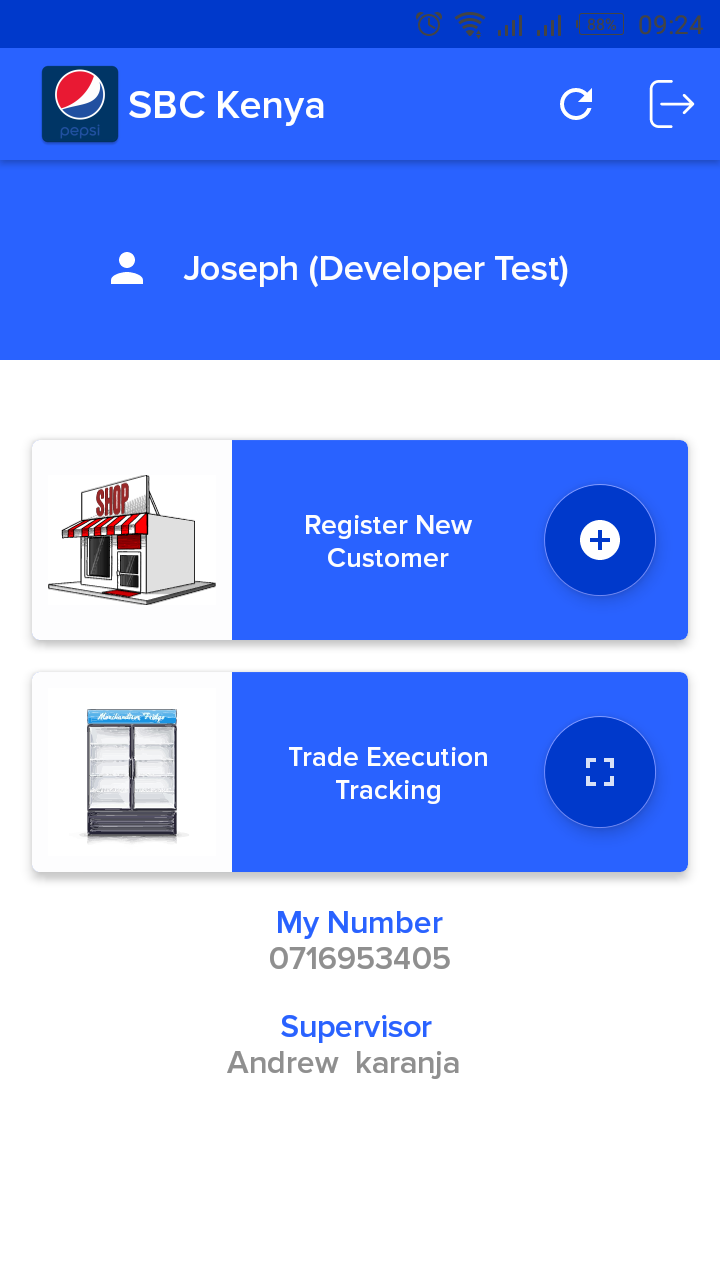 88%
09:24
pepsi
SBC Kenya
Joseph (Developer Test)
SHOP
Register New
Customer
Merchandiser Fridge
Trade Execution
Tracking
My Number
0716953405
Supervisor
Andrew karanja